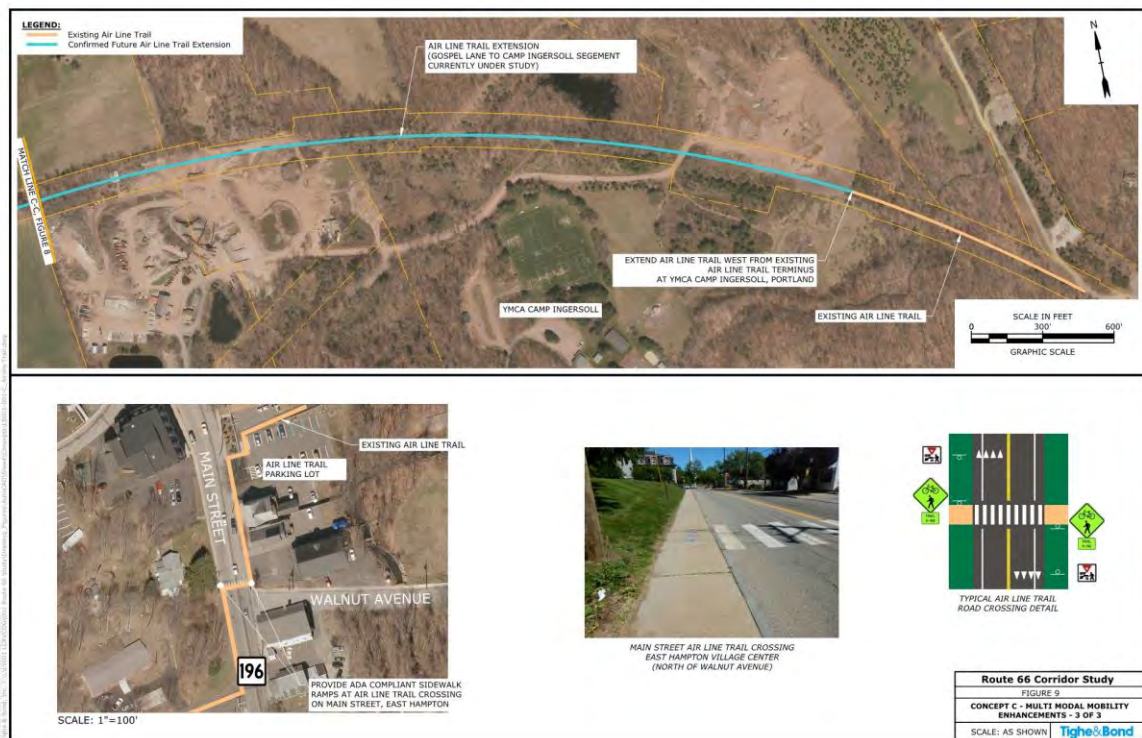 LEGEND:
Existing Air Line Trail
Confirmed Future Air Line Trail Extension
AIR LINE TRAIL EXTENSION
(GOSPEL LANE TO CAMP INGERSOLL SEGEMENT
CURRENTLY UNDER STUDY)
N
MATCH LINE C-C, FIGURE 8
EXTEND AIR LINE TRAIL WEST FROM EXISTING
AIR LINE TRAIL TERMINUS
AT YMCA CAMP INGERSOLL, PORTLAND
YMCA CAMP INGERSOLL
EXISTING AIR LINE TRAIL
SCALE IN FEET
0 300' 600'
GRAPHIC SCALE
EXISTING AIR LINE TRAIL
AIR LINE TRAIL
PARKING LOT
MAIN STREET
WALNUT AVENUE
196
PROVIDE ADA COMPLIANT SIDEWALK
RAMPS AT AIR LINE TRAIL CROSSING
ON MAIN STREET, EAST HAMPTON
SCALE: 1"=100'
MAIN STREET AIR LINE TRAIL CROSSING
EAST HAMPTON VILLAGE CENTER
(NORTH OF WALNUT AVENUE)
TYPICAL AIR LINE TRAIL
ROAD CROSSING DETAIL
Route 66 Corridor Study
FIGURE 9
CONCEPT C - MULTI MODAL MOBILITY
ENHANCEMENTS - 3 OF 3
SCALE: AS SHOWN
Tighe&Bond